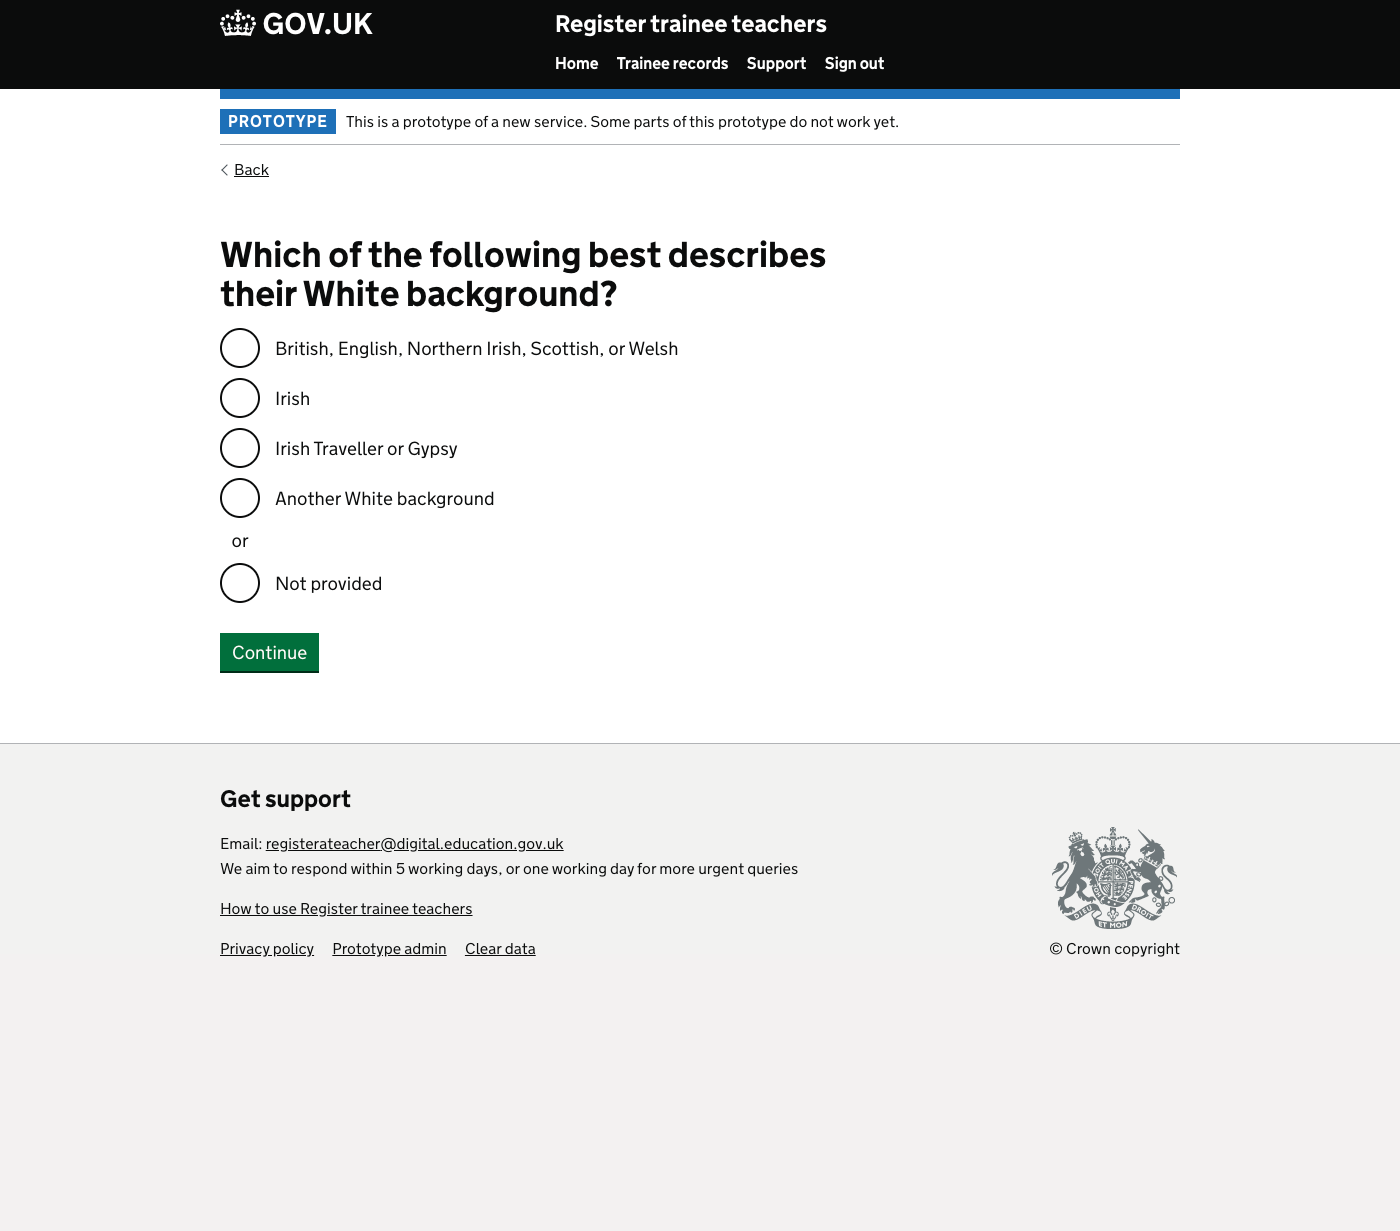 GOV.UK
Register trainee teachers
Home Trainee records Support Sign out
PROTOTYPE This is a prototype of a new service. Some parts of this prototype do not work yet.
Back
Which of the following best describes
their White background?
British, English, Northern Irish, Scottish, or Welsh
Irish
Irish Traveller or Gypsy
Another White background
or
Not provided
Continue
Get support
Email: registerateacher@digital.education.gov.uk
We aim to respond within 5 working days, or one working day for more urgent queries
How to use Register trainee teachers
Privacy policy Prototype admin Clear data
DIEU ET MON DROIT
© Crown copyright